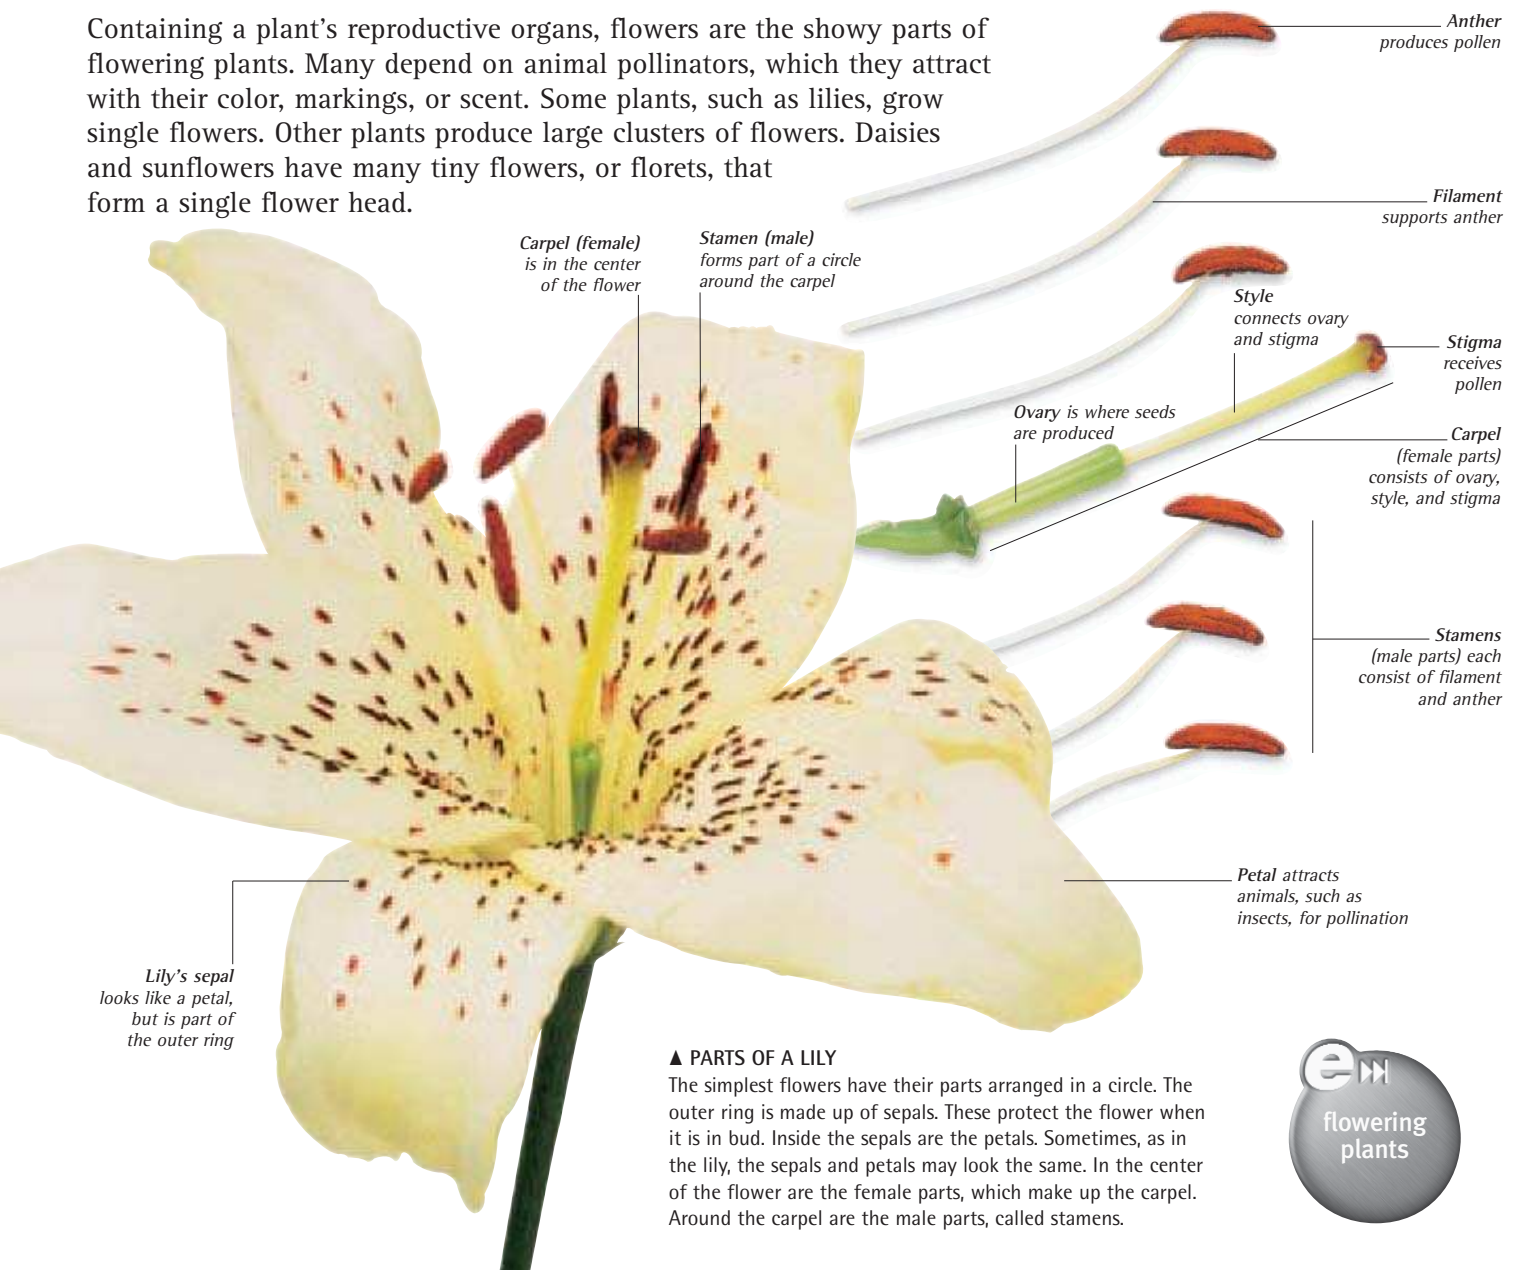 Containing a plant's reproductive organs, flowers are the showy parts of
flowering plants. Many depend on animal pollinators, which they attract
with their color, markings, or scent. Some plants, such as lilies, grow
single flowers. Other plants produce large clusters of flowers. Daisies
and sunflowers have many tiny flowers, or florets, that
form a single flower head.
Anther
produces pollen
Filament
supports anther
Carpel (female)
is in the center
of the flower
Stamen (male)
forms part of a circle
around the carpel
Style
connects ovary
and stigma
Stigma
receives
pollen
Ovary is where seeds
are produced
Carpel
(female parts)
consists of ovary,
style, and stigma
Stamens
(male parts) each
consist of filament
and anther
Petal attracts
animals, such as
insects, for pollination
Lily's sepal
looks like a petal,
but is part of
the outer ring
▲ PARTS OF A LILY
The simplest flowers have their parts arranged in a circle. The
outer ring is made up of sepals. These protect the flower when
it is in bud. Inside the sepals are the petals. Sometimes, as in
the lily, the sepals and petals may look the same. In the center
of the flower are the female parts, which make up the carpel.
Around the carpel are the male parts, called stamens.
e
flowering
plants